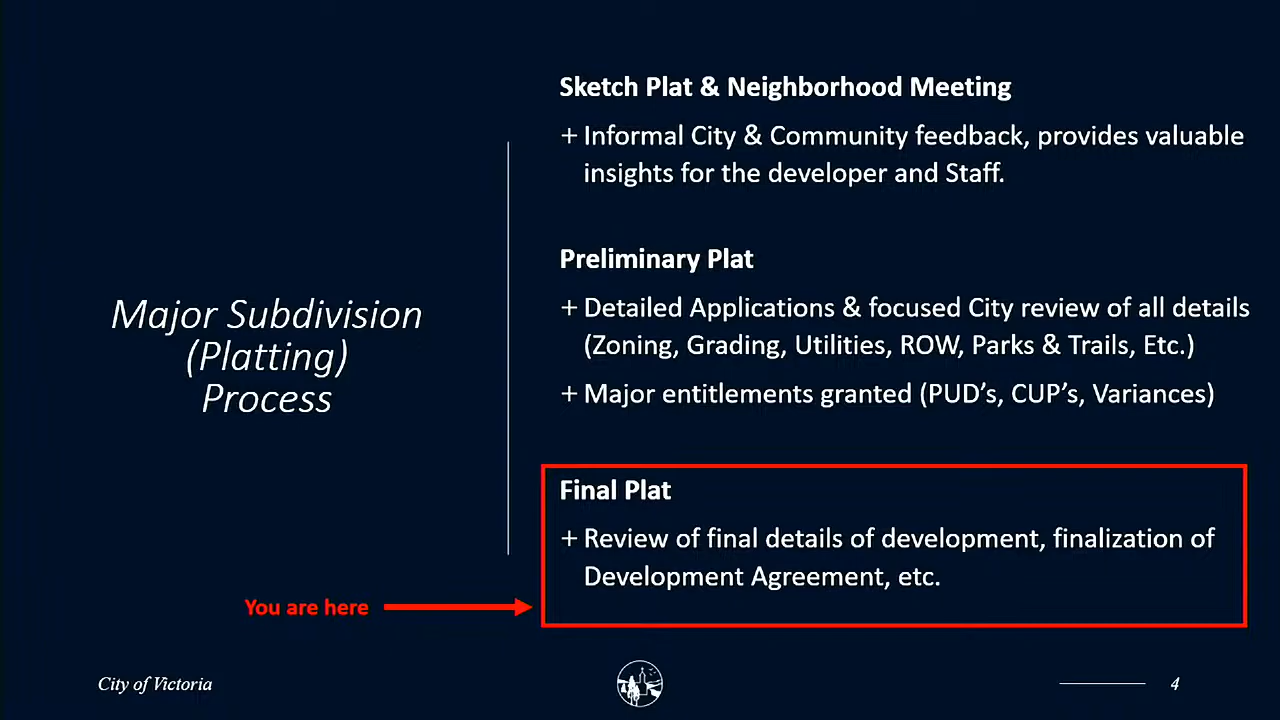 Major Subdivision
(Platting)
Process
Sketch Plat & Neighborhood Meeting
+ Informal City & Community feedback, provides valuable
insights for the developer and Staff.
Preliminary Plat
+ Detailed Applications & focused City review of all details
(Zoning, Grading, Utilities, ROW, Parks & Trails, Etc.)
+ Major entitlements granted (PUD's, CUP's, Variances)
Final Plat
+ Review of final details of development, finalization of
Development Agreement, etc.
You are here
City of Victoria
4